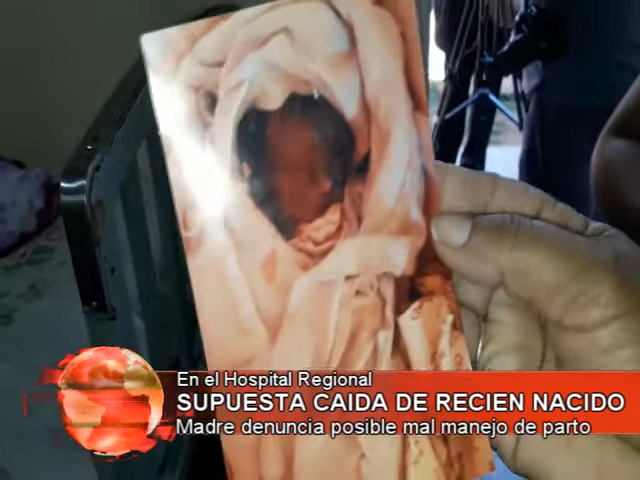 En el Hospital Regional
SUPUESTA CAIDA DE RECIEN NACIDO
Madre denuncia posible mal manejo de parto